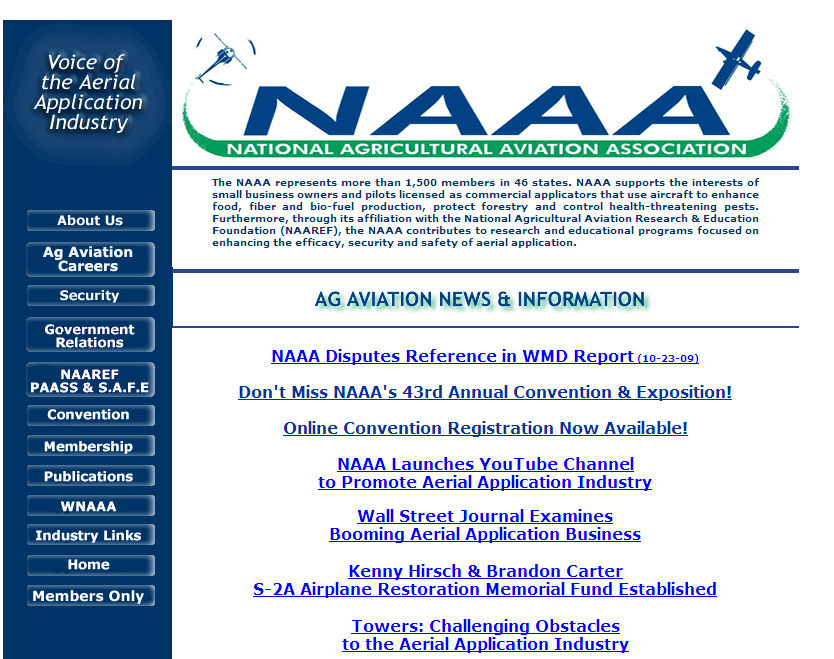 Voice of
the Aerial
Application
Industry
About Us
Ag Aviation
Careers
Security
Government
Relations
NAAREF
PAASS & S.A.F.E
Convention
Membership
Publications
WNAAA
Industry Links
Home
Members Only
NAAA
NATIONAL AGRICULTURAL AVIATION ASSOCIATION
The NAAA represents more than 1,500 members in 46 states. NAAA supports the interests of
small business owners and pilots licensed as commercial applicators that use aircraft to enhance
food, fiber and bio-fuel production, protect forestry and control health-threatening pests.
Furthermore, through its affiliation with the National Agricultural Aviation Research & Education
Foundation (NAAREF), the NAAA contributes to research and educational programs focused on
enhancing the efficacy, security and safety of aerial application.
AG AVIATION NEWS & INFORMATION
NAAA Disputes Reference in WMD Report (10-23-09)
Don't Miss NAAA's 43rd Annual Convention & Exposition!
Online Convention Registration Now Available!
NAAA Launches YouTube Channel
to Promote Aerial Application Industry
Wall Street Journal Examines
Booming Aerial Application Business
Kenny Hirsch & Brandon Carter
S-2A Airplane Restoration Memorial Fund Established
Towers: Challenging Obstacles
to the Aerial Application Industry